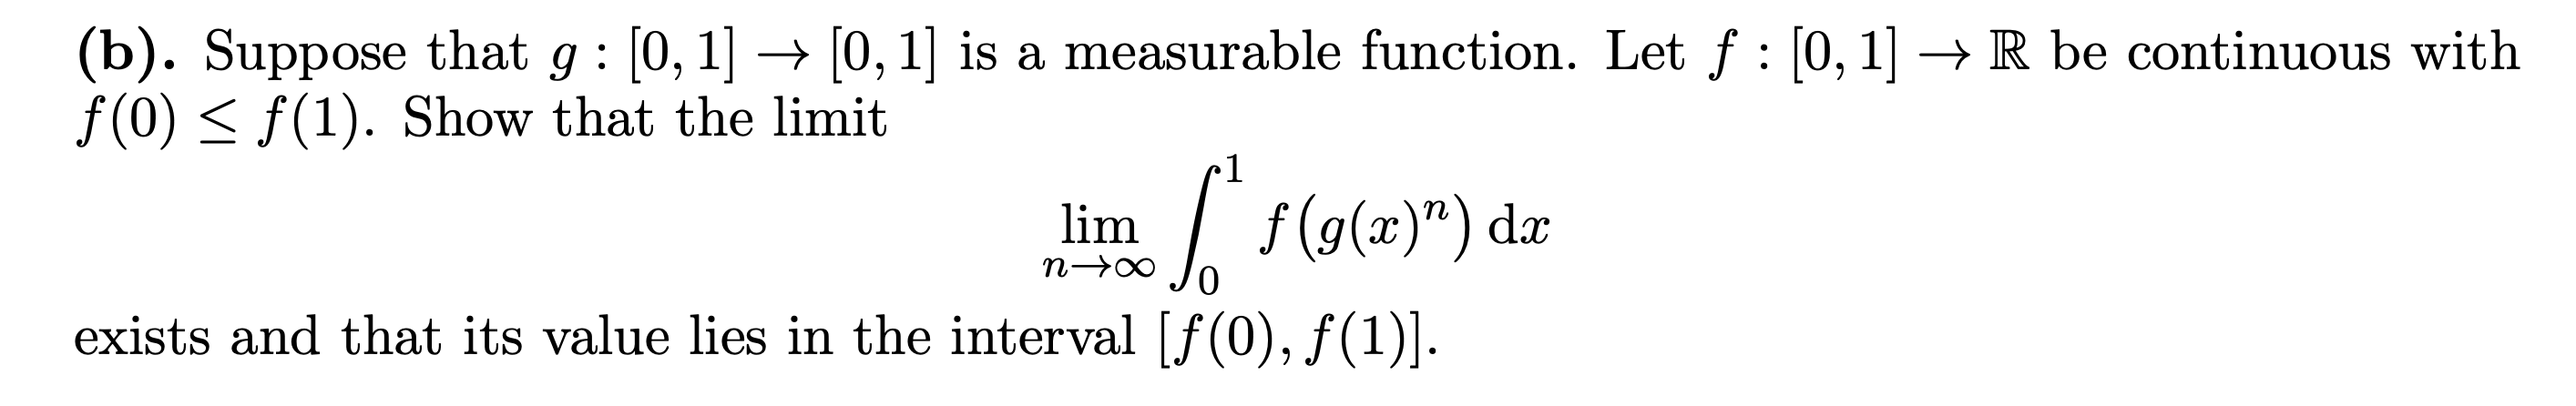 (b). Suppose that g : [0, 1] → [0, 1] is a measurable function. Let f : [0, 1] → ℝ be continuous with
f(0) ≤ f(1). Show that the limit
lim_{n→∞} ∫_0^1 f(g(x)^n) dx
exists and that its value lies in the interval [f(0), f(1)].